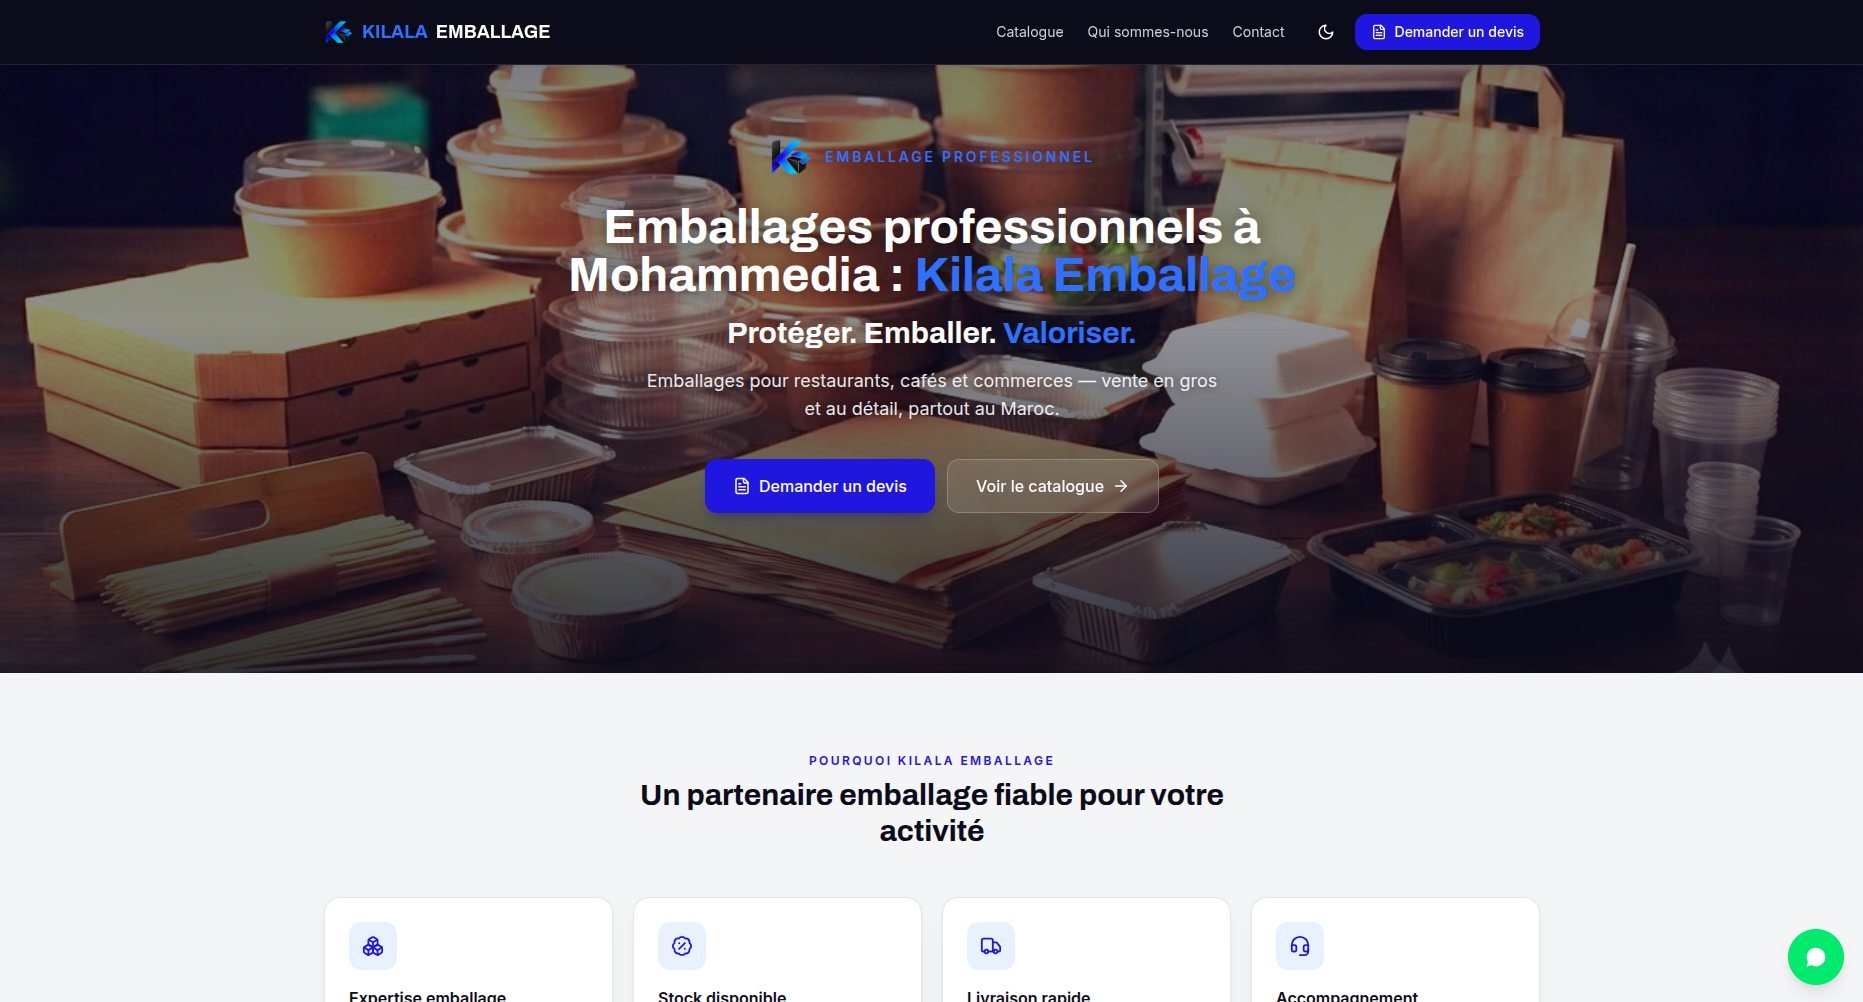 KILALA EMBALLAGE
Catalogue
Qui sommes-nous
Contact
Demander un devis
EMBALLAGE PROFESSIONNEL
Emballages professionnels à
Mohammedia : Kilala Emballage
Protéger. Emballer. Valoriser.
Emballages pour restaurants, cafés et commerces — vente en gros
et au détail, partout au Maroc.
Demander un devis
Voir le catalogue
POURQUOI KILALA EMBALLAGE
Un partenaire emballage fiable pour votre
activité
Expertise emballage
Stock disponible
Livraison rapide
Accompagnement